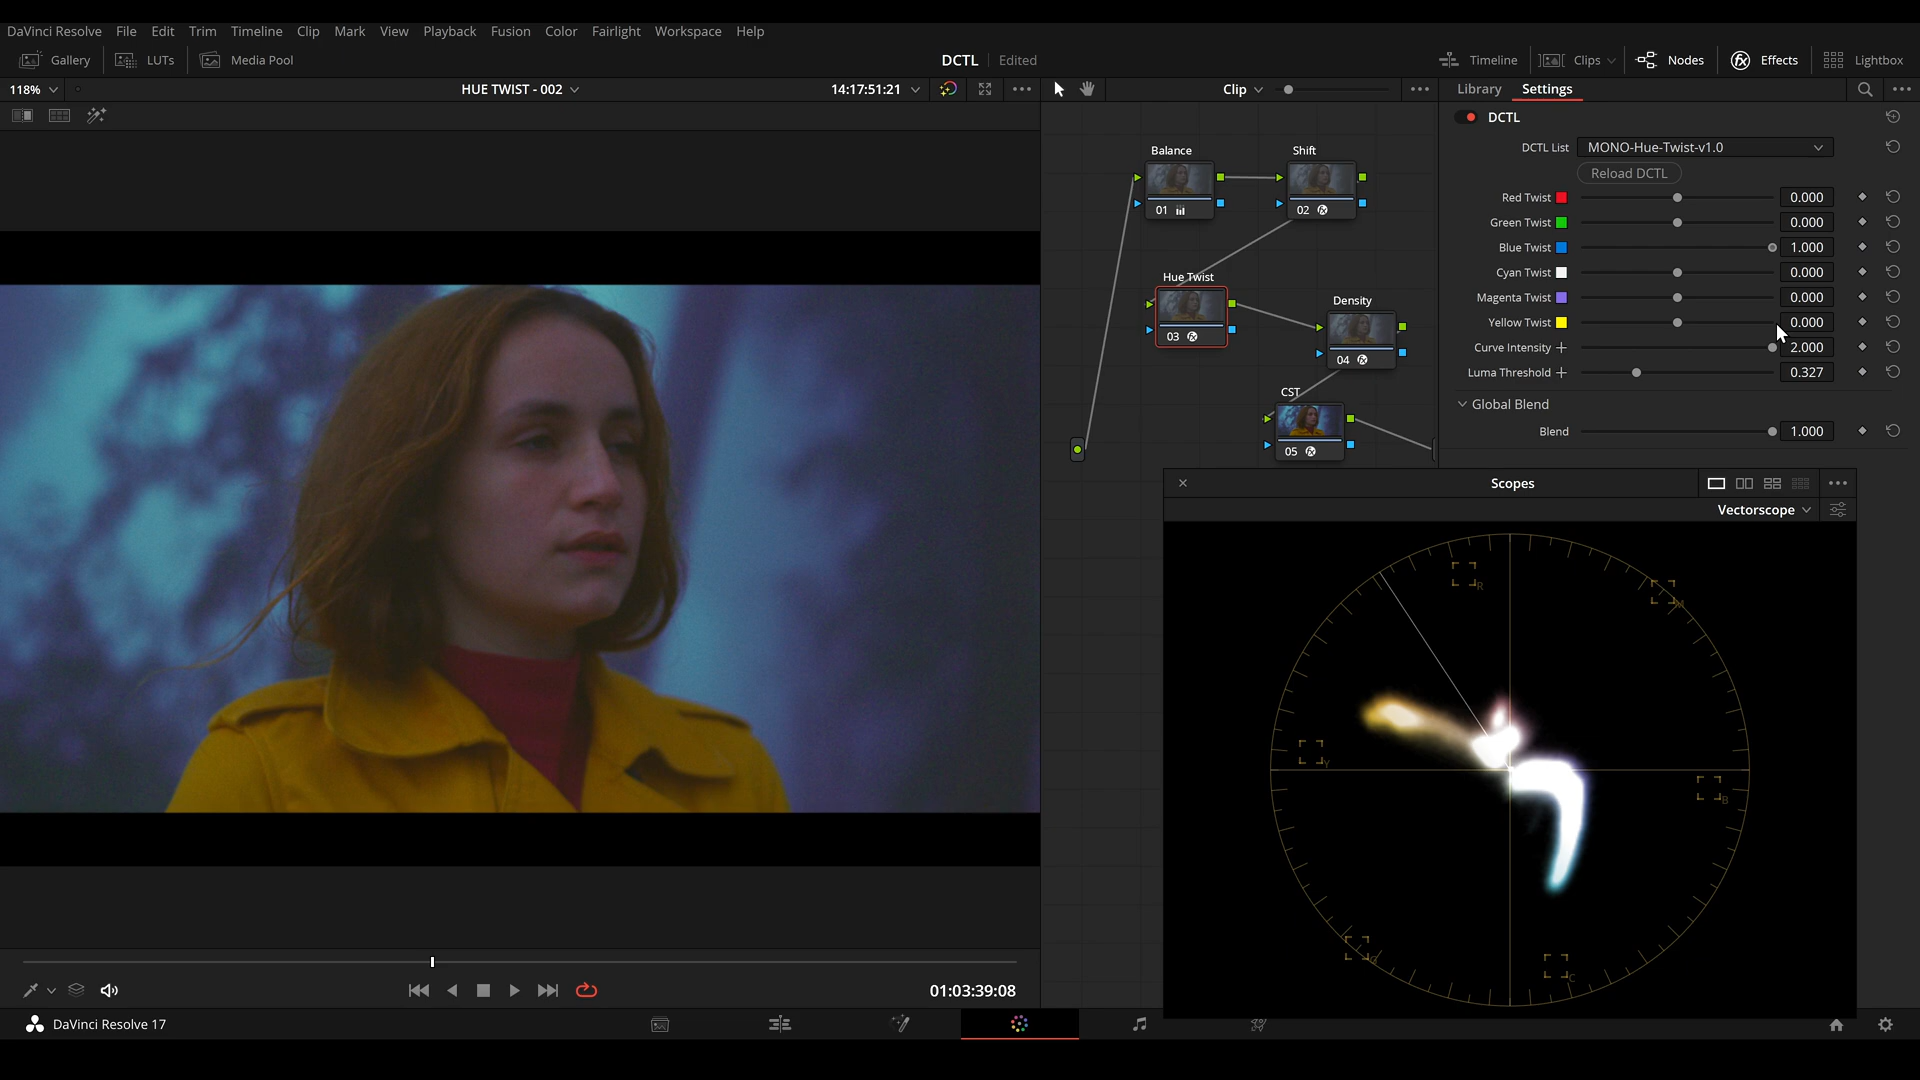 DaVinci Resolve File Edit Trim Timeline Clip Mark View Playback Fusion Color Fairlight Workspace Help
Gallery LUTs Media Pool DCTL Edited Timeline Clips Nodes Effects Lightbox
118% HUE TWIST - 002 14:17:51:21 Clip Library Settings
DCTL
DCTL List MONO-Hue-Twist-v1.0
Reload DCTL
Red Twist 0.000
Green Twist 0.000
Blue Twist 1.000
Cyan Twist 0.000
Magenta Twist 0.000
Yellow Twist 0.000
Curve Intensity 2.000
Luma Threshold 0.327
Global Blend
Blend 1.000
Balance
01
Shift
02
Hue Twist
03
Density
04
CST
05
Scopes
Vectorscope
R
M
Y
B
G
C
01:03:39:08
DaVinci Resolve 17